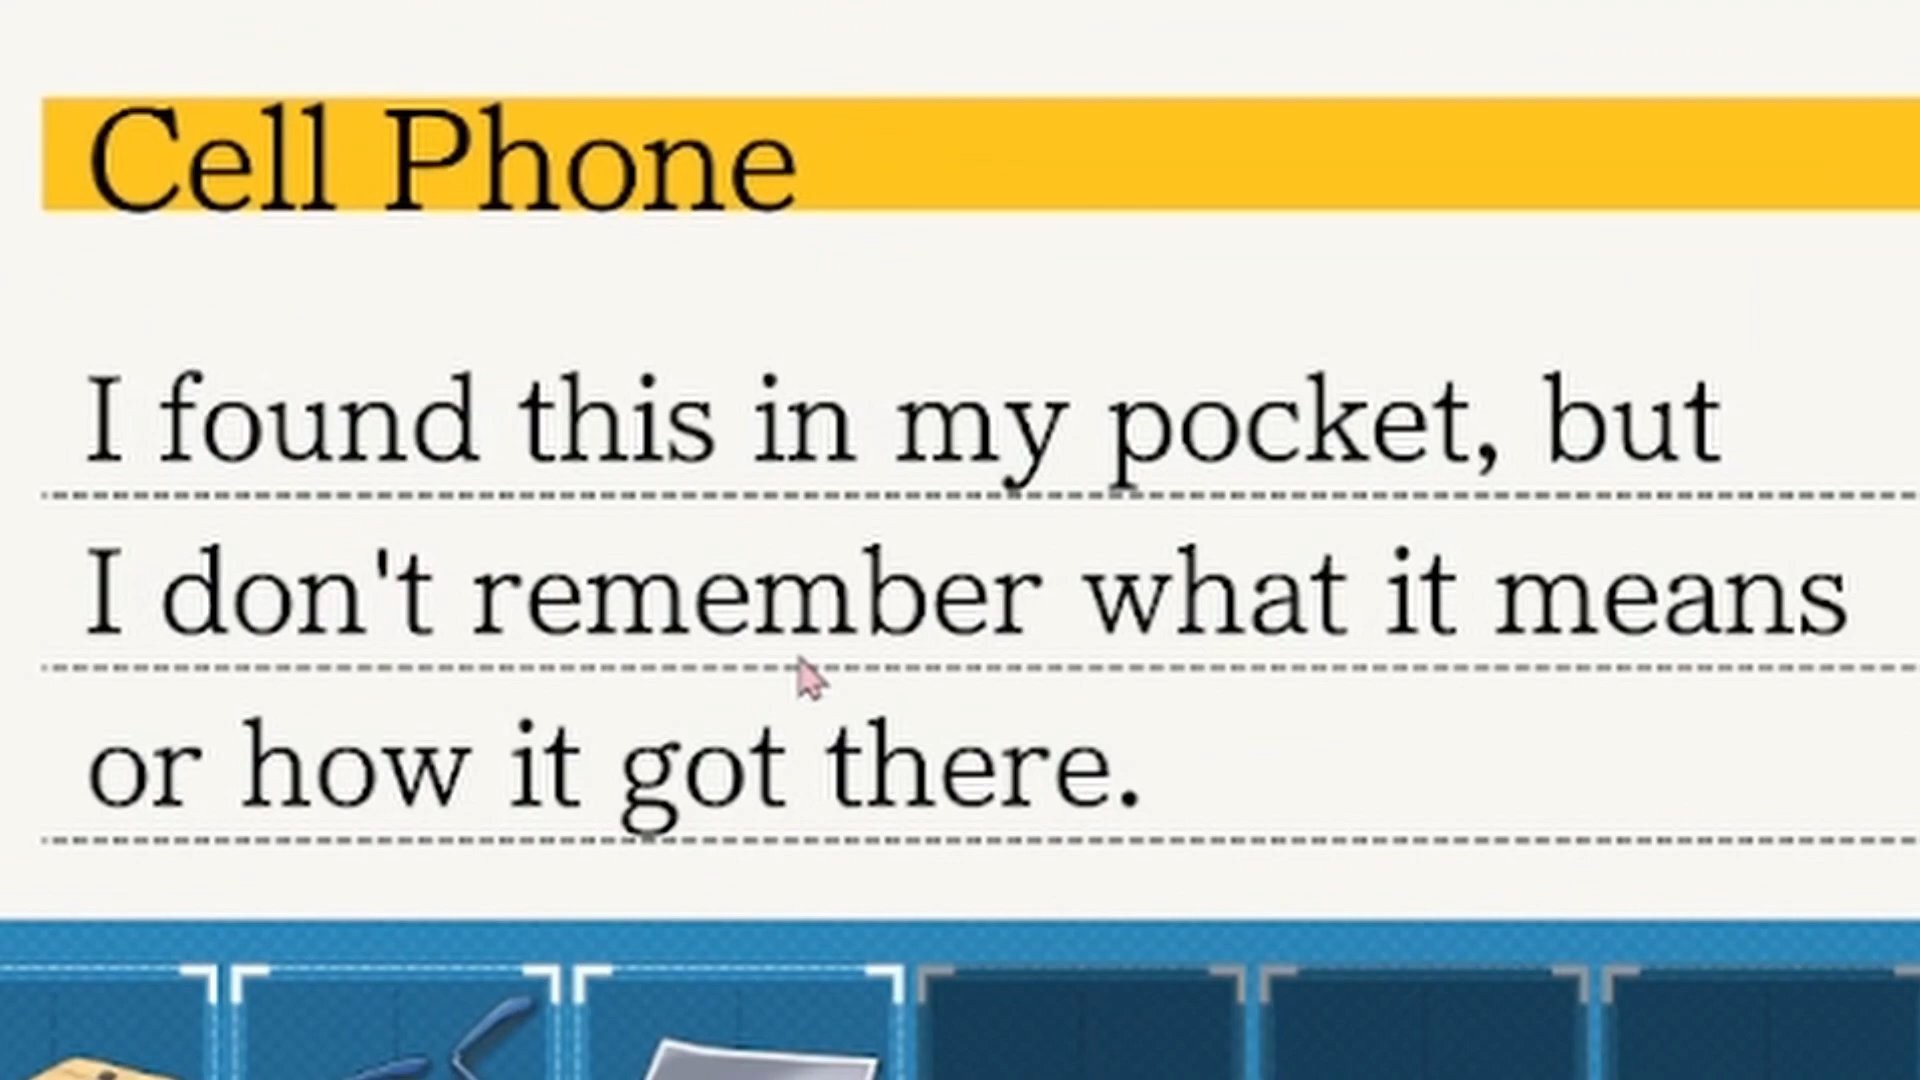 Cell Phone
I found this in my pocket, but
I don't remember what it means
or how it got there.